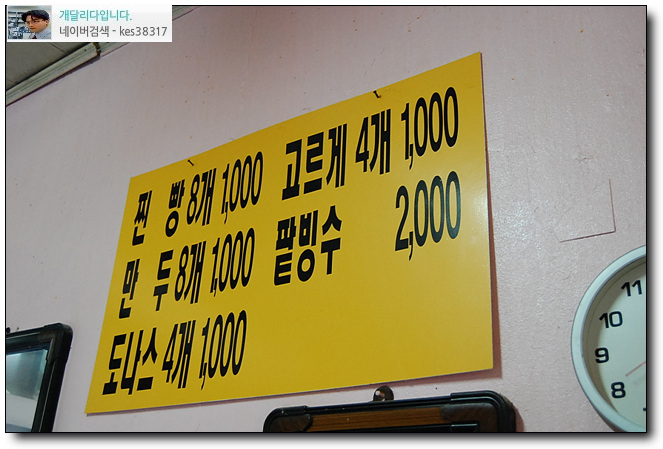 개달리다입니다.
네이버검색 - kes38317
찐 빵 8개 1,000 고르게 4개 1,000
만 두 8개 1,000 팥빙수 2,000
도나스 4개 1,000
11
10
9
8